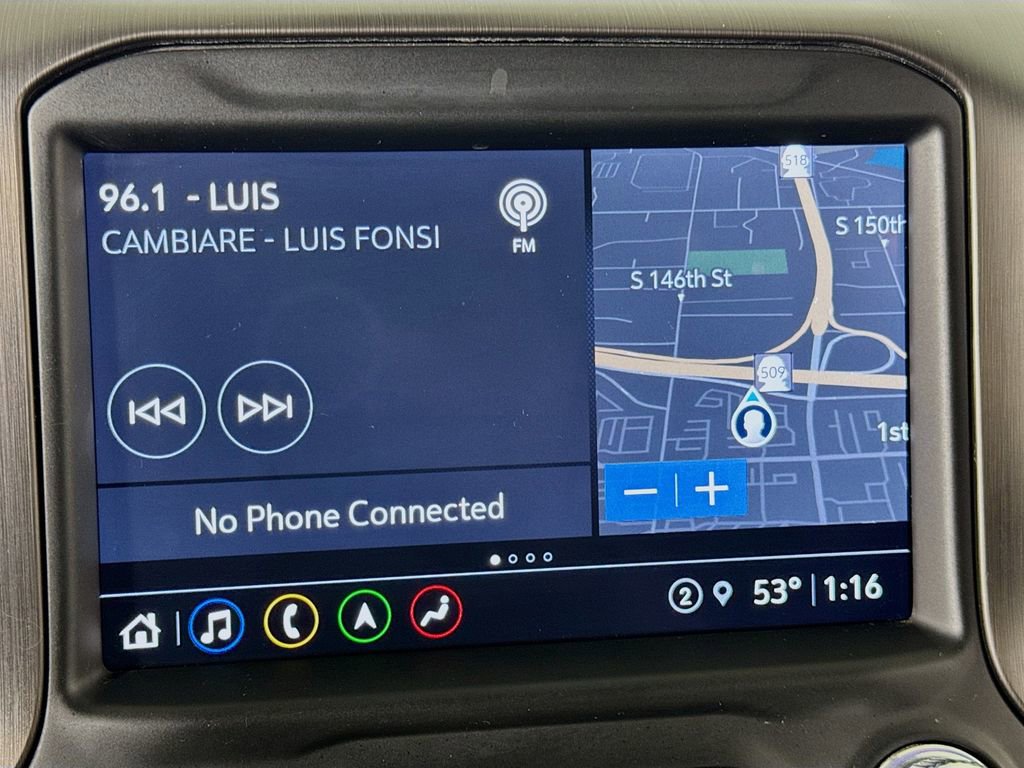 96.1 - LUIS
CAMBIARE - LUIS FONSI
FM
No Phone Connected
518
S 150th
S 146th St
509
1st
2 53° 1:16